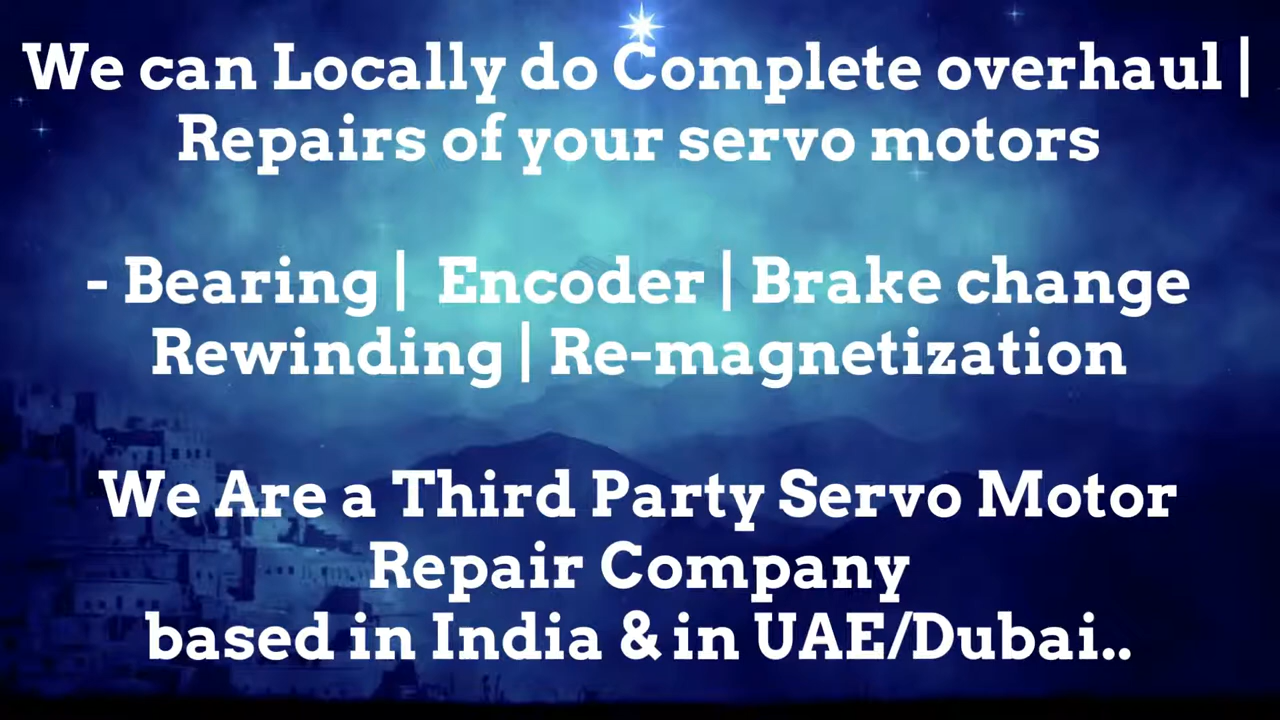 We can Locally do Complete overhaul |
Repairs of your servo motors
- Bearing | Encoder | Brake change
Rewinding | Re-magnetization
We Are a Third Party Servo Motor
Repair Company
based in India & in UAE/Dubai..